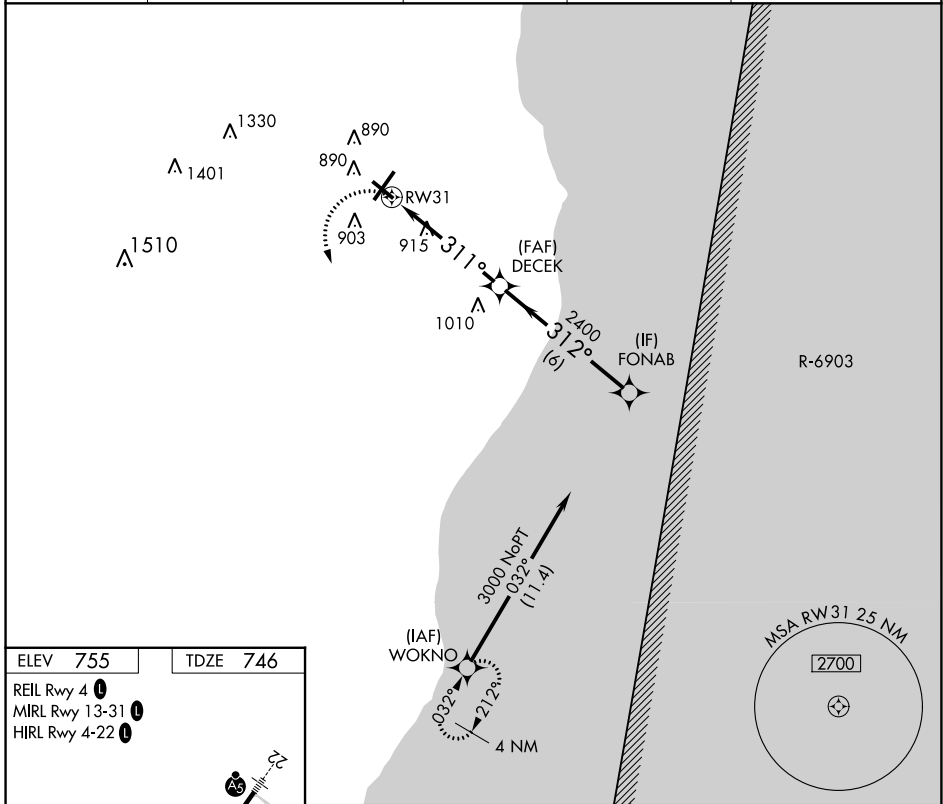 1330
890
1401
890
RW31
903
915
1510
311°
(FAF)
DECEK
1010
2400
312°
(6)
(IF)
FONAB
R-6903
3000 NoPT
032°
(11.4)
(IAF)
WOKNO
032°
212°
4 NM
MSA RW31 25 NM
2700
ELEV 755
TDZE 746
REIL Rwy 4 L
MIRL Rwy 13-31 L
HIRL Rwy 4-22 L
22
A5